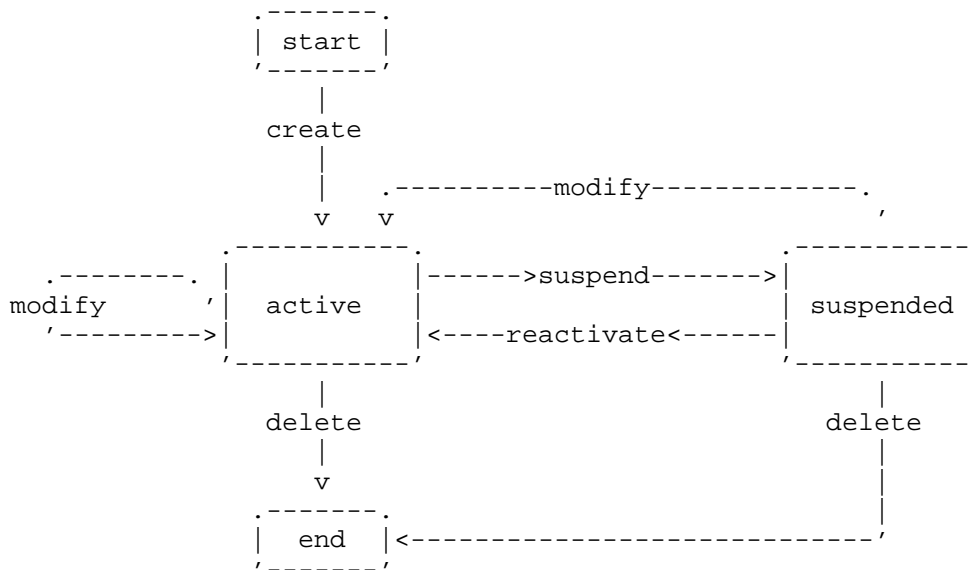 start
create
modify
suspend
modify
active
suspended
reactivate
delete
delete
end